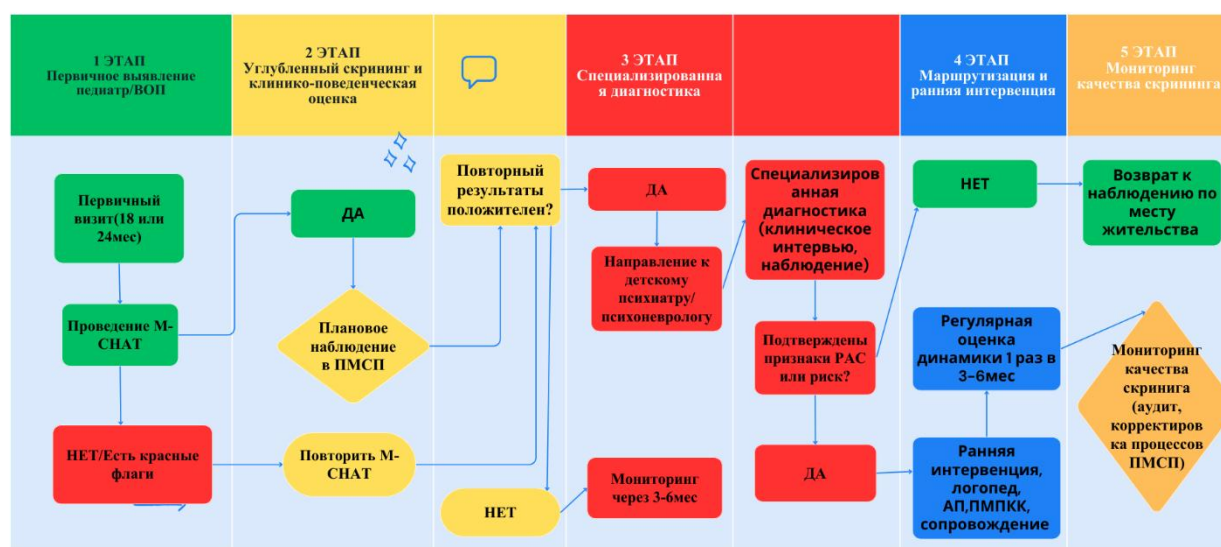 1 ЭТАП
Первичное выявление
педиатр/ВОП
2 ЭТАП
Углубленный скрининг и
клинико-поведенческая
оценка
3 ЭТАП
Специализированна
я диагностика
4 ЭТАП
Маршрутизация и
ранняя интервенция
5 ЭТАП
Мониторинг
качества скрининга
Первичный
визит(18 или
24мес)
Проведение М-
CHAT
НЕТ/Есть красные
флаги
ДА
Плановое
наблюдение
в ПМСП
Повторить М-
CHAT
Повторный
результаты
положителен?
НЕТ
ДА
Направление к
детскому
психиатру/
психоневрологу
Мониторинг
через 3-6мес
Специализиров
анная
диагностика
(клиническое
интервью,
наблюдение)
Подтверждены
признаки РАС
или риск?
ДА
НЕТ
Регулярная
оценка
динамики 1 раз в
3–6мес
Ранняя
интервенция,
логопед,
АП,ПМПКК,
сопровождение
Возврат к
наблюдению по
месту
жительства
Мониторинг
качества
скринига
(аудит,
корректиров
ка процессов
ПМСП)